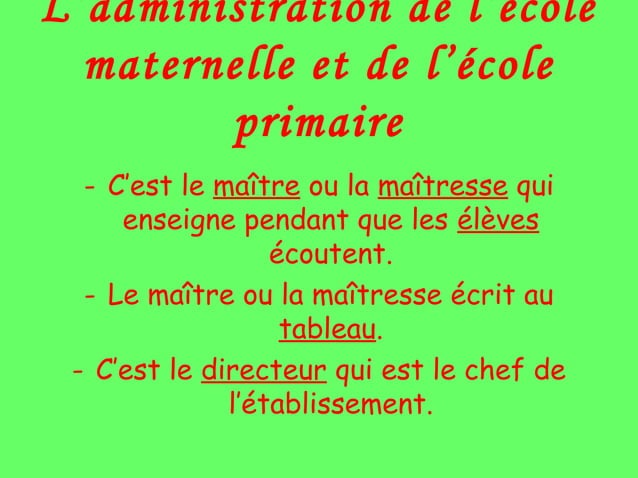 L'administration de l'école
maternelle et de l’école
primaire
- C’est le maître ou la maîtresse qui
enseigne pendant que les élèves
écoutent.
- Le maître ou la maîtresse écrit au
tableau.
- C’est le directeur qui est le chef de
l’établissement.